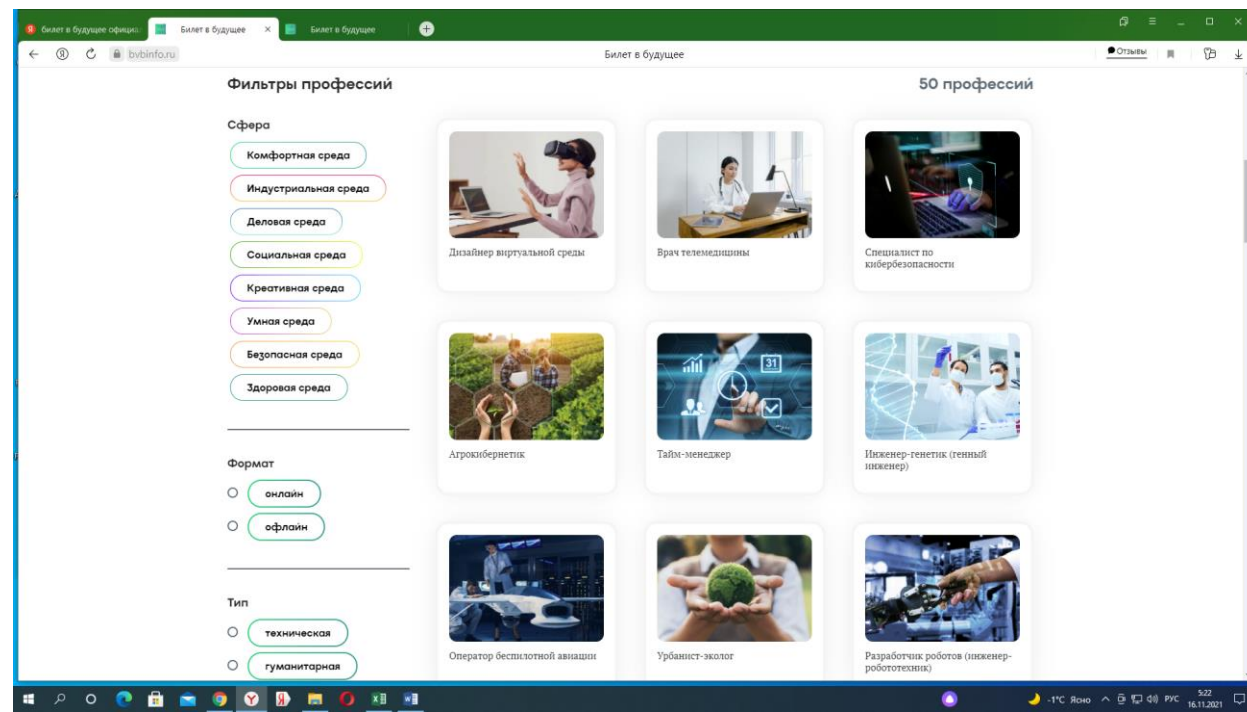 билет в будущее официа
Билет в будущее
Билет в будущее
bvbinfo.ru
Билет в будущее
Отзывы
Фильтры профессий
50 профессий
Сфера
Комфортная среда
Индустриальная среда
Деловая среда
Социальная среда
Креативная среда
Умная среда
Безопасная среда
Здоровая среда
Формат
онлайн
офлайн
Тип
техническая
гуманитарная
Дизайнер виртуальной среды
Врач телемедицины
Специалист по
кибербезопасности
Агрокибернетик
31
Тайм-менеджер
Инженер-генетик (генный
инженер)
Оператор беспилотной авиации
Урбанист-эколог
Разработчик роботов (инженер-
робототехник)
-1°C Ясно
РУС
5:22
16.11.2021